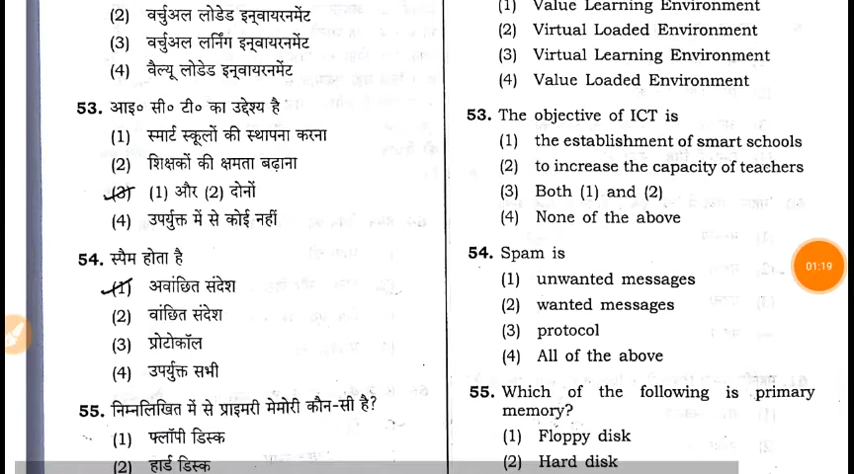 (2) वर्चुअल लोडेड इनूवायरनमेंट
(3) वर्चुअल लर्निंग इनूवायरनमेंट
(4) वैल्यू लोडेड इनूवायरनमेंट
53. आइ० सी० टी० का उद्देश्य है
(1) स्मार्ट स्कूलों की स्थापना करना
(2) शिक्षकों की क्षमता बढ़ाना
(3) (1) और (2) दोनों
(4) उपर्युक्त में से कोई नहीं
54. स्पैम होता है
(1) अवांछित संदेश
(2) वांछित संदेश
(3) प्रोटोकॉल
(4) उपर्युक्त सभी
55. निम्नलिखित में से प्राइमरी मेमोरी कौन-सी है?
(1) फ्लॉपी डिस्क
(2) हार्ड डिस्क
(1) Value Learning Environment
(2) Virtual Loaded Environment
(3) Virtual Learning Environment
(4) Value Loaded Environment
53. The objective of ICT is
(1) the establishment of smart schools
(2) to increase the capacity of teachers
(3) Both (1) and (2)
(4) None of the above
54. Spam is
(1) unwanted messages
(2) wanted messages
(3) protocol
(4) All of the above
55. Which of the following is primary
memory?
(1) Floppy disk
(2) Hard disk
01:19